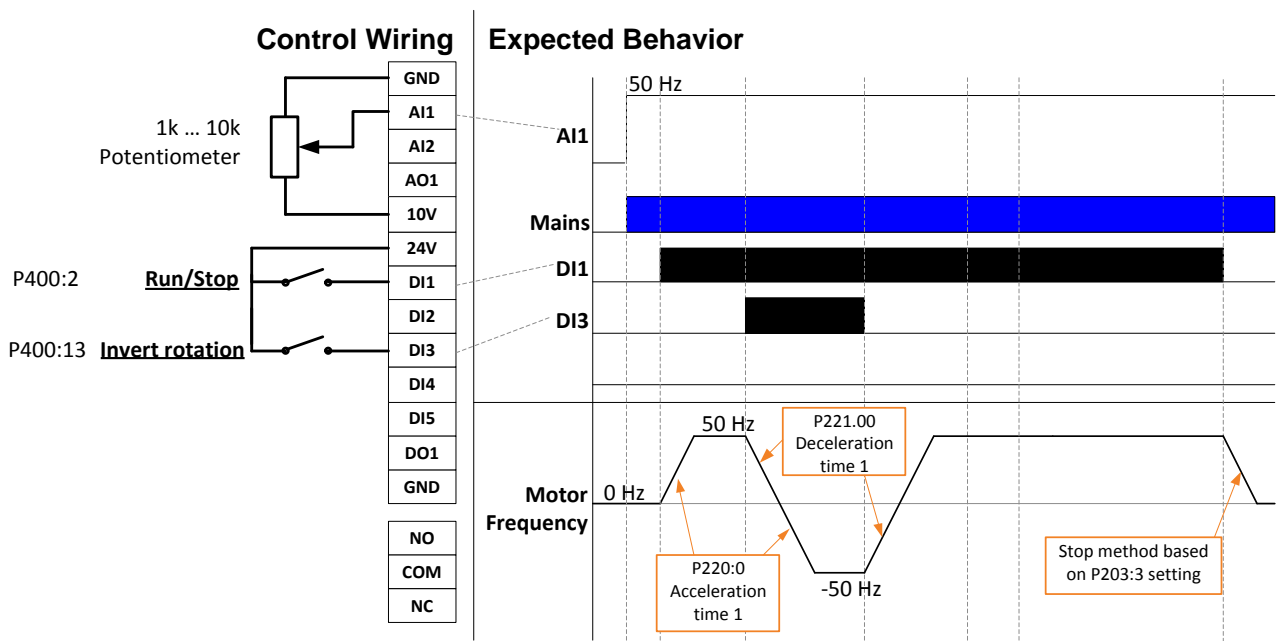 Control Wiring
Expected Behavior
1k ... 10k
Potentiometer
P400:2
Run/Stop
P400:13
Invert rotation
GND
AI1
AI2
AO1
10V
24V
DI1
DI2
DI3
DI4
DI5
DO1
GND
NO
COM
NC
50 Hz
AI1
Mains
DI1
DI3
50 Hz
P221.00
Deceleration
time 1
Motor
Frequency
0 Hz
P220:0
Acceleration
time 1
-50 Hz
Stop method based
on P203:3 setting